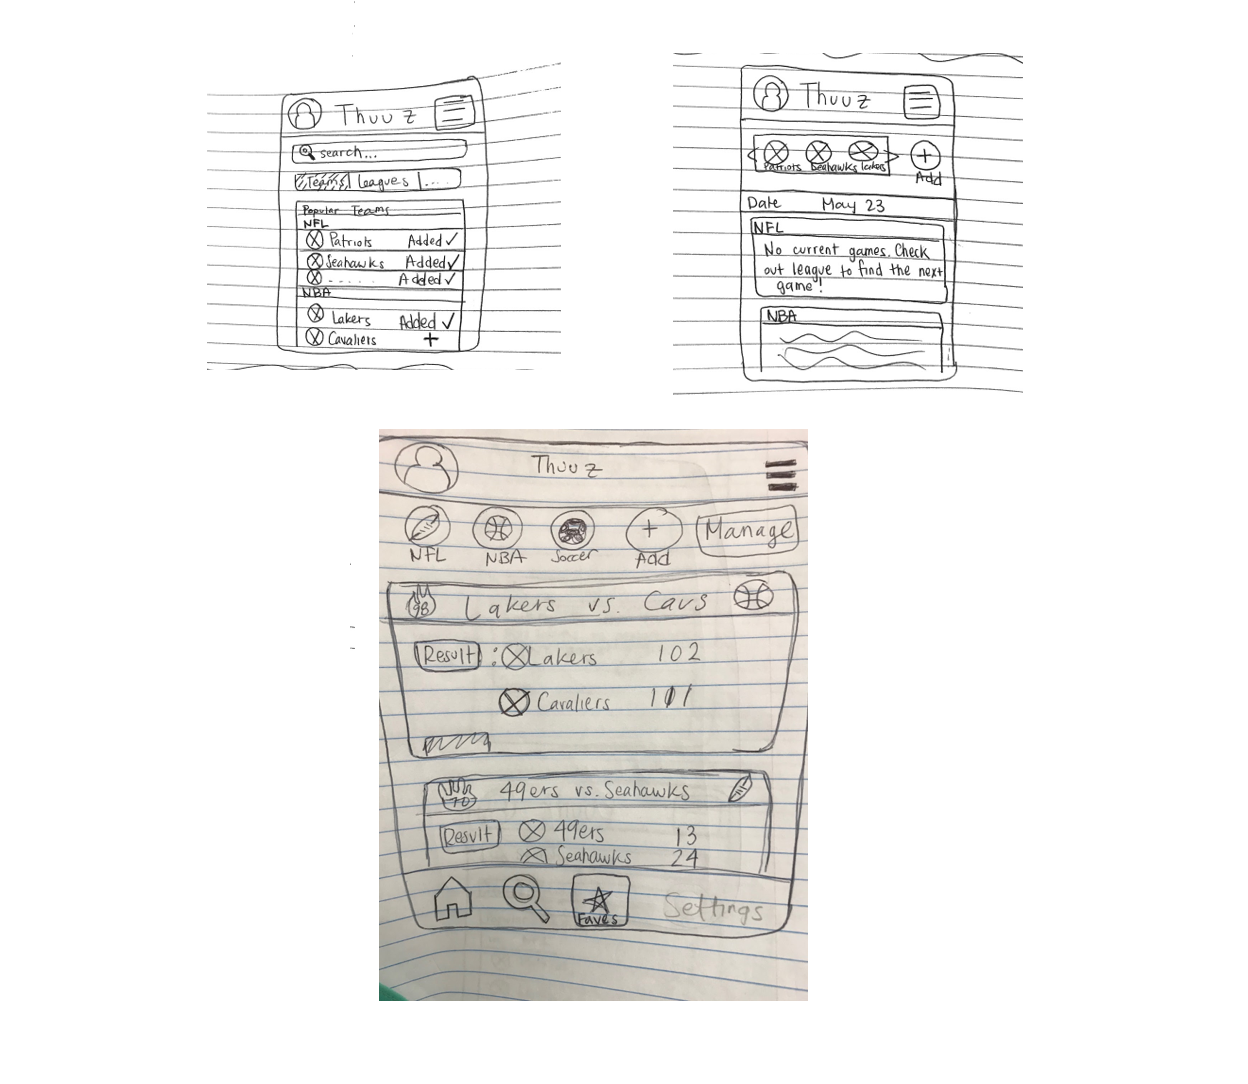 Thuuz
search...
Teams leagues ....
Popular Teams
NFL
Patriots Added ✓
Seahawks Added ✓
..... Added ✓
NBA
Lakers Added ✓
Cavaliers +
Thuuz
< Patriots Seahawks lakers > +
Add
Date May 23
NFL
No current games. Check
out league to find the next
game!
NBA
Thuuz
NFL NBA Soccer + Add Manage
98 Lakers vs. Cavs
Result : Lakers 102
Cavaliers 101
70 49ers vs. Seahawks
Result 49ers 13
Seahawks 24
Faves Settings